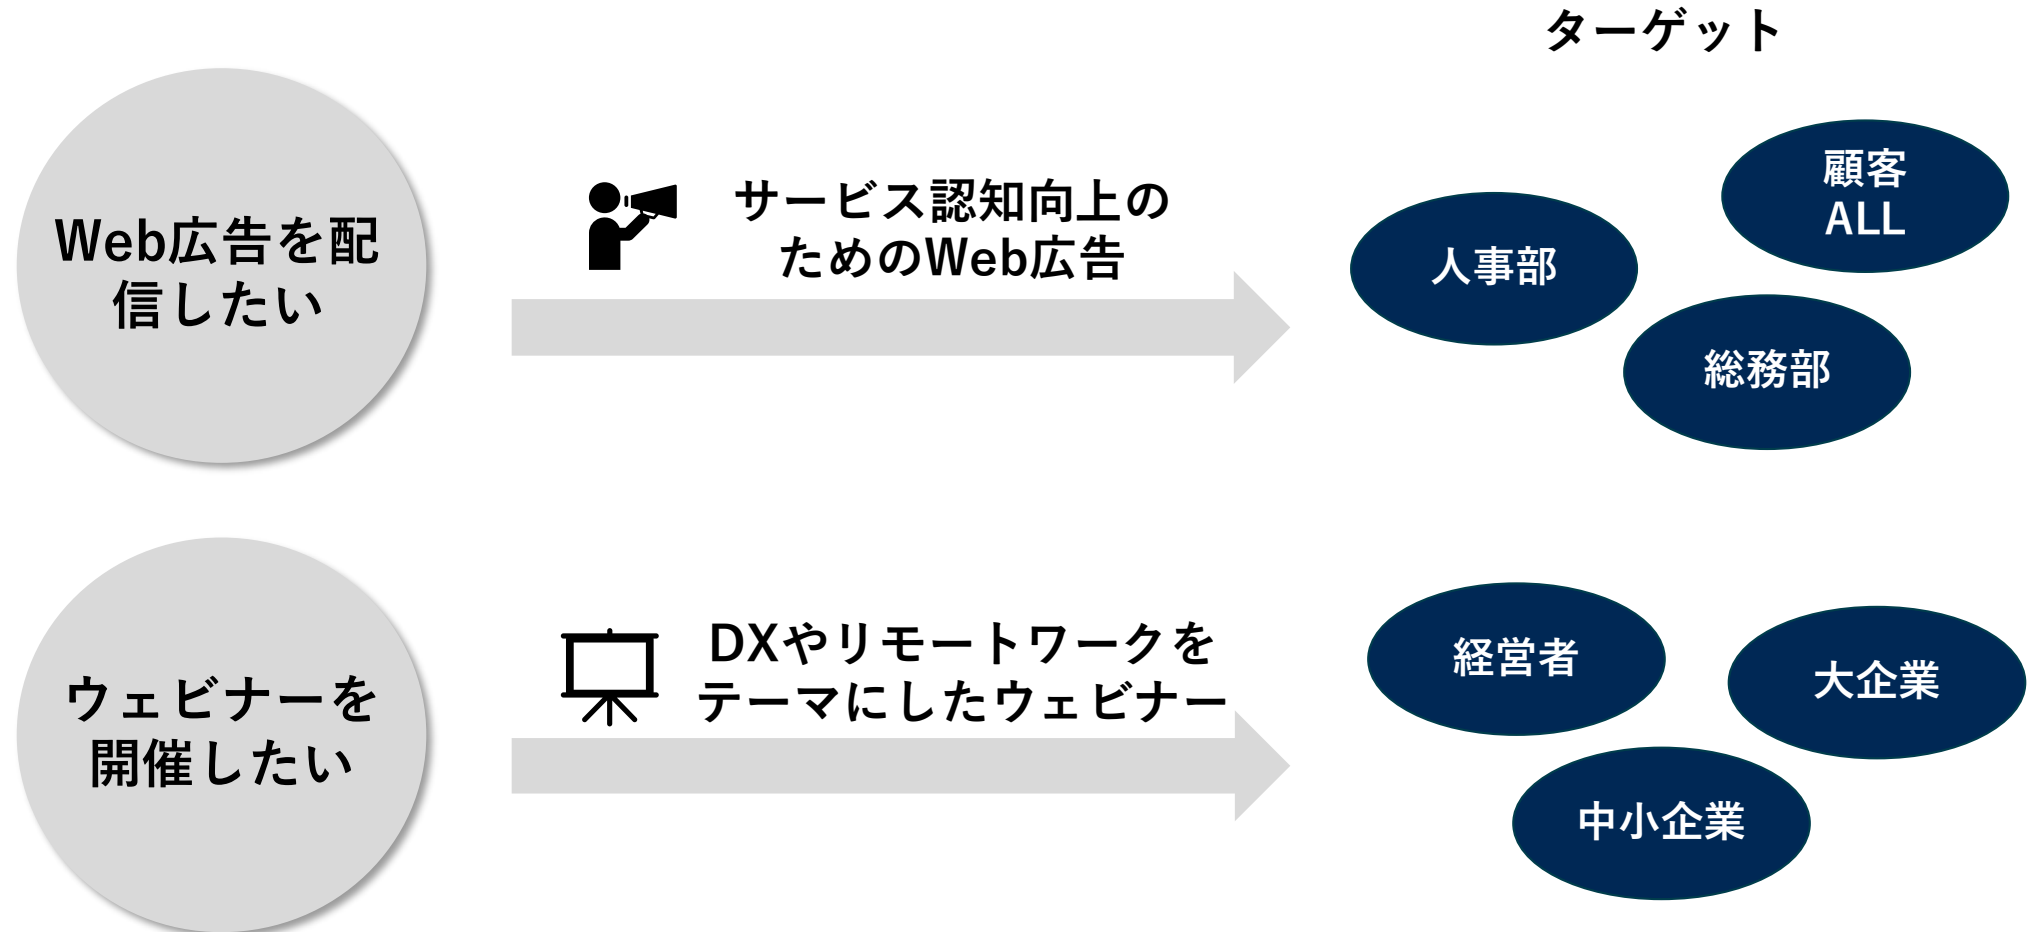 ターゲット
Web広告を配
信したい
サービス認知向上の
ためのWeb広告
人事部
顧客
ALL
総務部
ウェビナーを
開催したい
DXやリモートワークを
テーマにしたウェビナー
経営者
大企業
中小企業